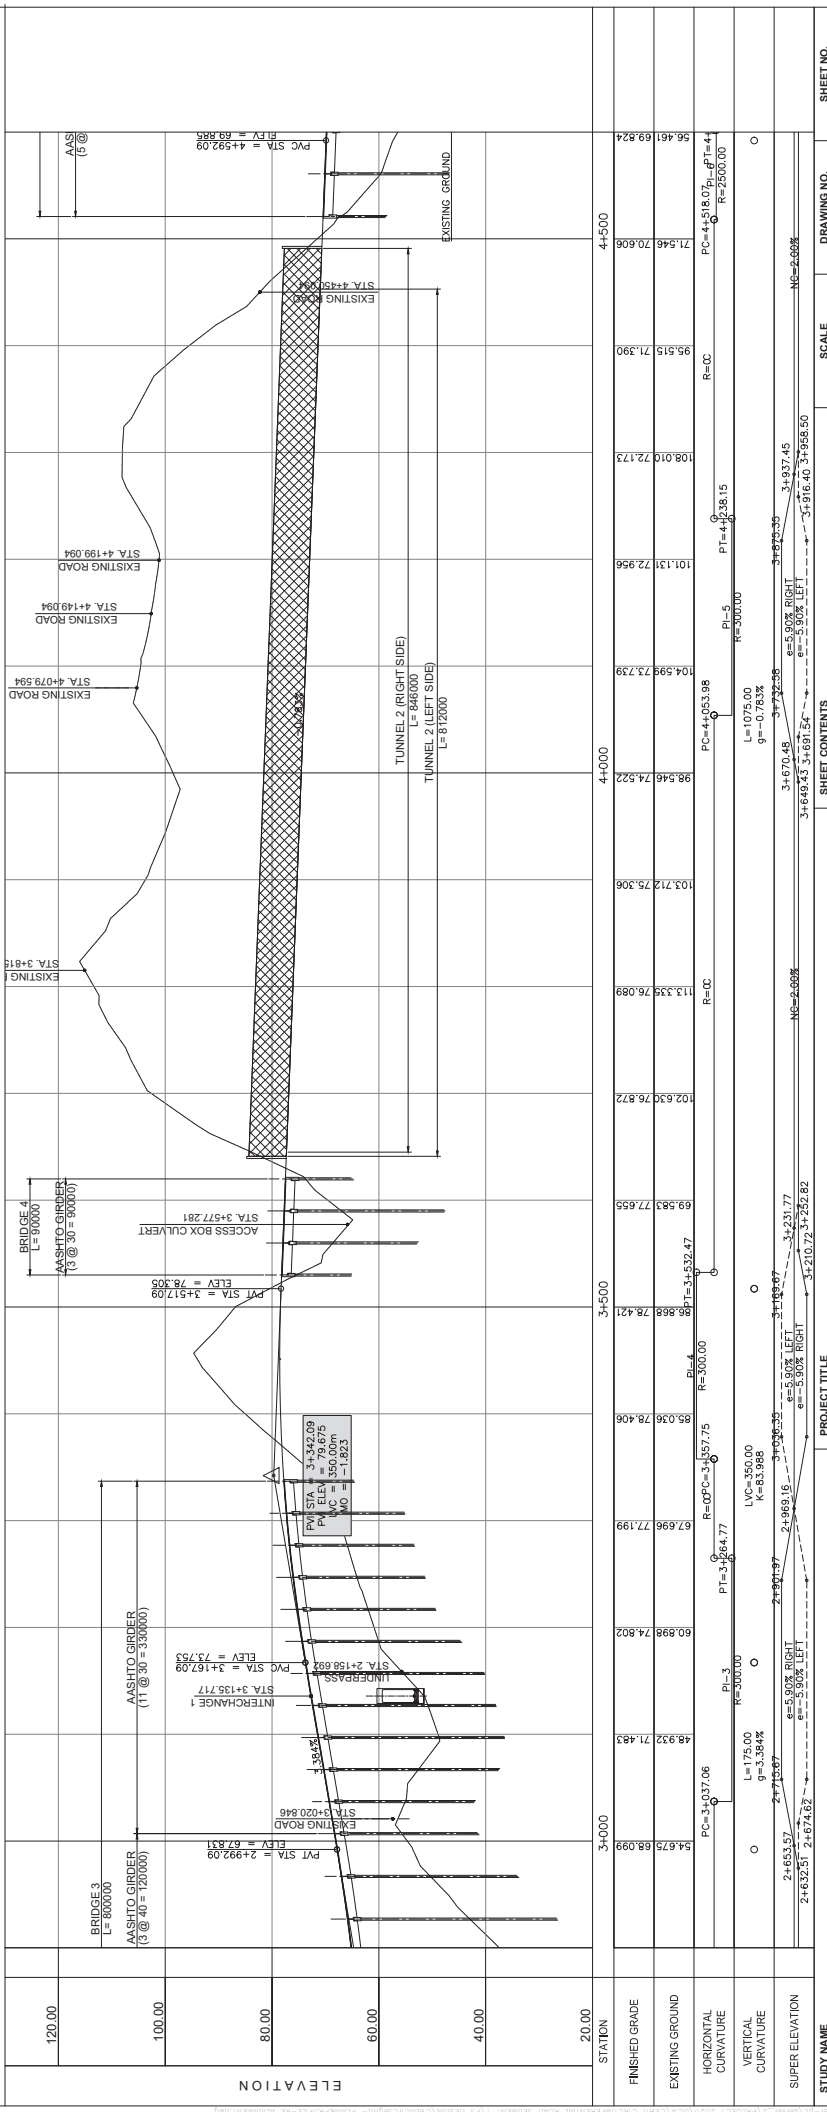 ELEVATION
120.00
100.00
80.00
60.00
40.00
20.00
BRIDGE 3
L= 800000
AASHTO GIRDER
(3 @ 40 = 120000)
AASHTO GIRDER
(11 @ 30 = 330000)
PVT STA = 2+992.09
ELEV = 67.831
EXISTING ROAD
STA. 3+020.846
3.384%
INTERCHANGE 1
STA. 3+135.717
PVC STA = 3+167.09
ELEV = 73.753
UNDERPASS
STA. 2+158.692
PVI STA = 3+342.09
PVI ELEV = 79.675
LVC = 350.00m
MO = -1.823
PVT STA = 3+517.09
ELEV = 78.305
BRIDGE 4
L= 90000
AASHTO GIRDER
(3 @ 30 = 90000)
ACCESS BOX CULVERT
STA. 3+577.281
EXISTING
STA. 3+815
EXISTING ROAD
STA. 4+079.594
EXISTING ROAD
STA. 4+149.094
EXISTING ROAD
STA. 4+199.094
-0.783%
TUNNEL 2 (RIGHT SIDE)
L= 846000
TUNNEL 2 (LEFT SIDE)
L= 812000
EXISTING ROAD
STA. 4+450.094
EXISTING GROUND
PVC STA = 4+592.09
ELEV = 69.885
AAS
(5 @
STATION
3+000
3+500
4+000
4+500
FINISHED GRADE
68.099
71.483
74.802
77.199
78.406
78.421
77.655
76.872
76.089
75.306
74.522
73.739
72.956
72.173
71.390
70.606
69.824
EXISTING GROUND
54.675
48.932
60.898
67.696
85.036
86.868
69.583
102.630
113.335
103.712
98.546
104.599
101.131
108.010
95.515
71.546
56.461
HORIZONTAL
CURVATURE
PC=3+037.06
PI-3
R=300.00
PT=3+264.77
R=∞
PC=3+357.75
PI-4
R=300.00
PT=3+532.47
R=∞
PC=4+053.98
PI-5
R=300.00
PT=4+238.15
R=∞
PC=4+518.07
PI-6
R=2500.00
PT=4+
VERTICAL
CURVATURE
L=175.00
g=3.384%
LVC=350.00
K=83.988
L=1075.00
g=-0.783%
SUPER ELEVATION
2+632.51
2+653.57
2+674.62
2+715.67
e=5.90% RIGHT
e=-5.90% LEFT
2+901.97
2+969.16
3+036.35
e=5.90% LEFT
e=-5.90% RIGHT
3+169.67
3+210.72
3+231.77
3+252.82
NC=2.00%
3+649.43
3+670.48
3+691.54
3+732.58
e=5.90% RIGHT
e=-5.90% LEFT
3+875.35
3+916.40
3+937.45
3+958.50
NC=2.00%
STUDY NAME
PROJECT TITLE
SHEET CONTENTS
SCALE
DRAWING NO.
SHEET NO.